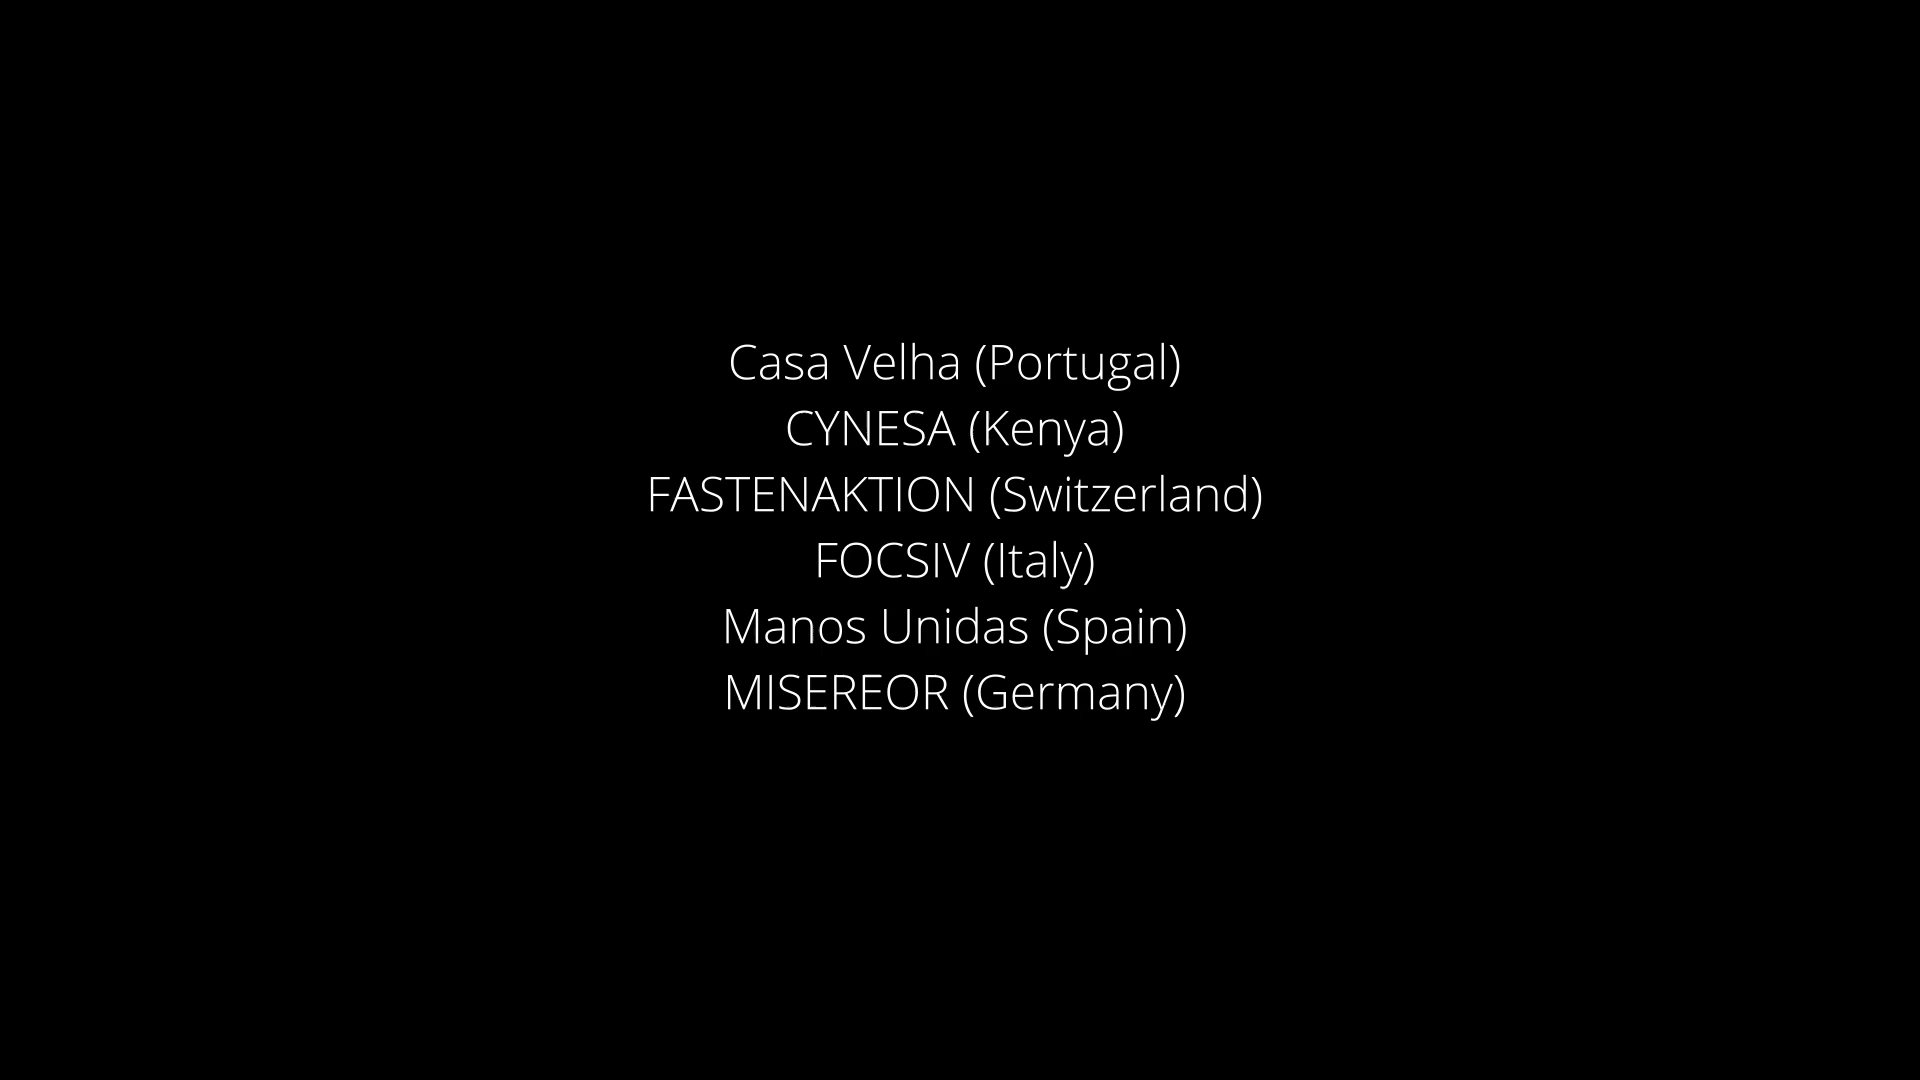 Casa Velha (Portugal)
CYNESA (Kenya)
FASTENAKTION (Switzerland)
FOCSIV (Italy)
Manos Unidas (Spain)
MISEREOR (Germany)